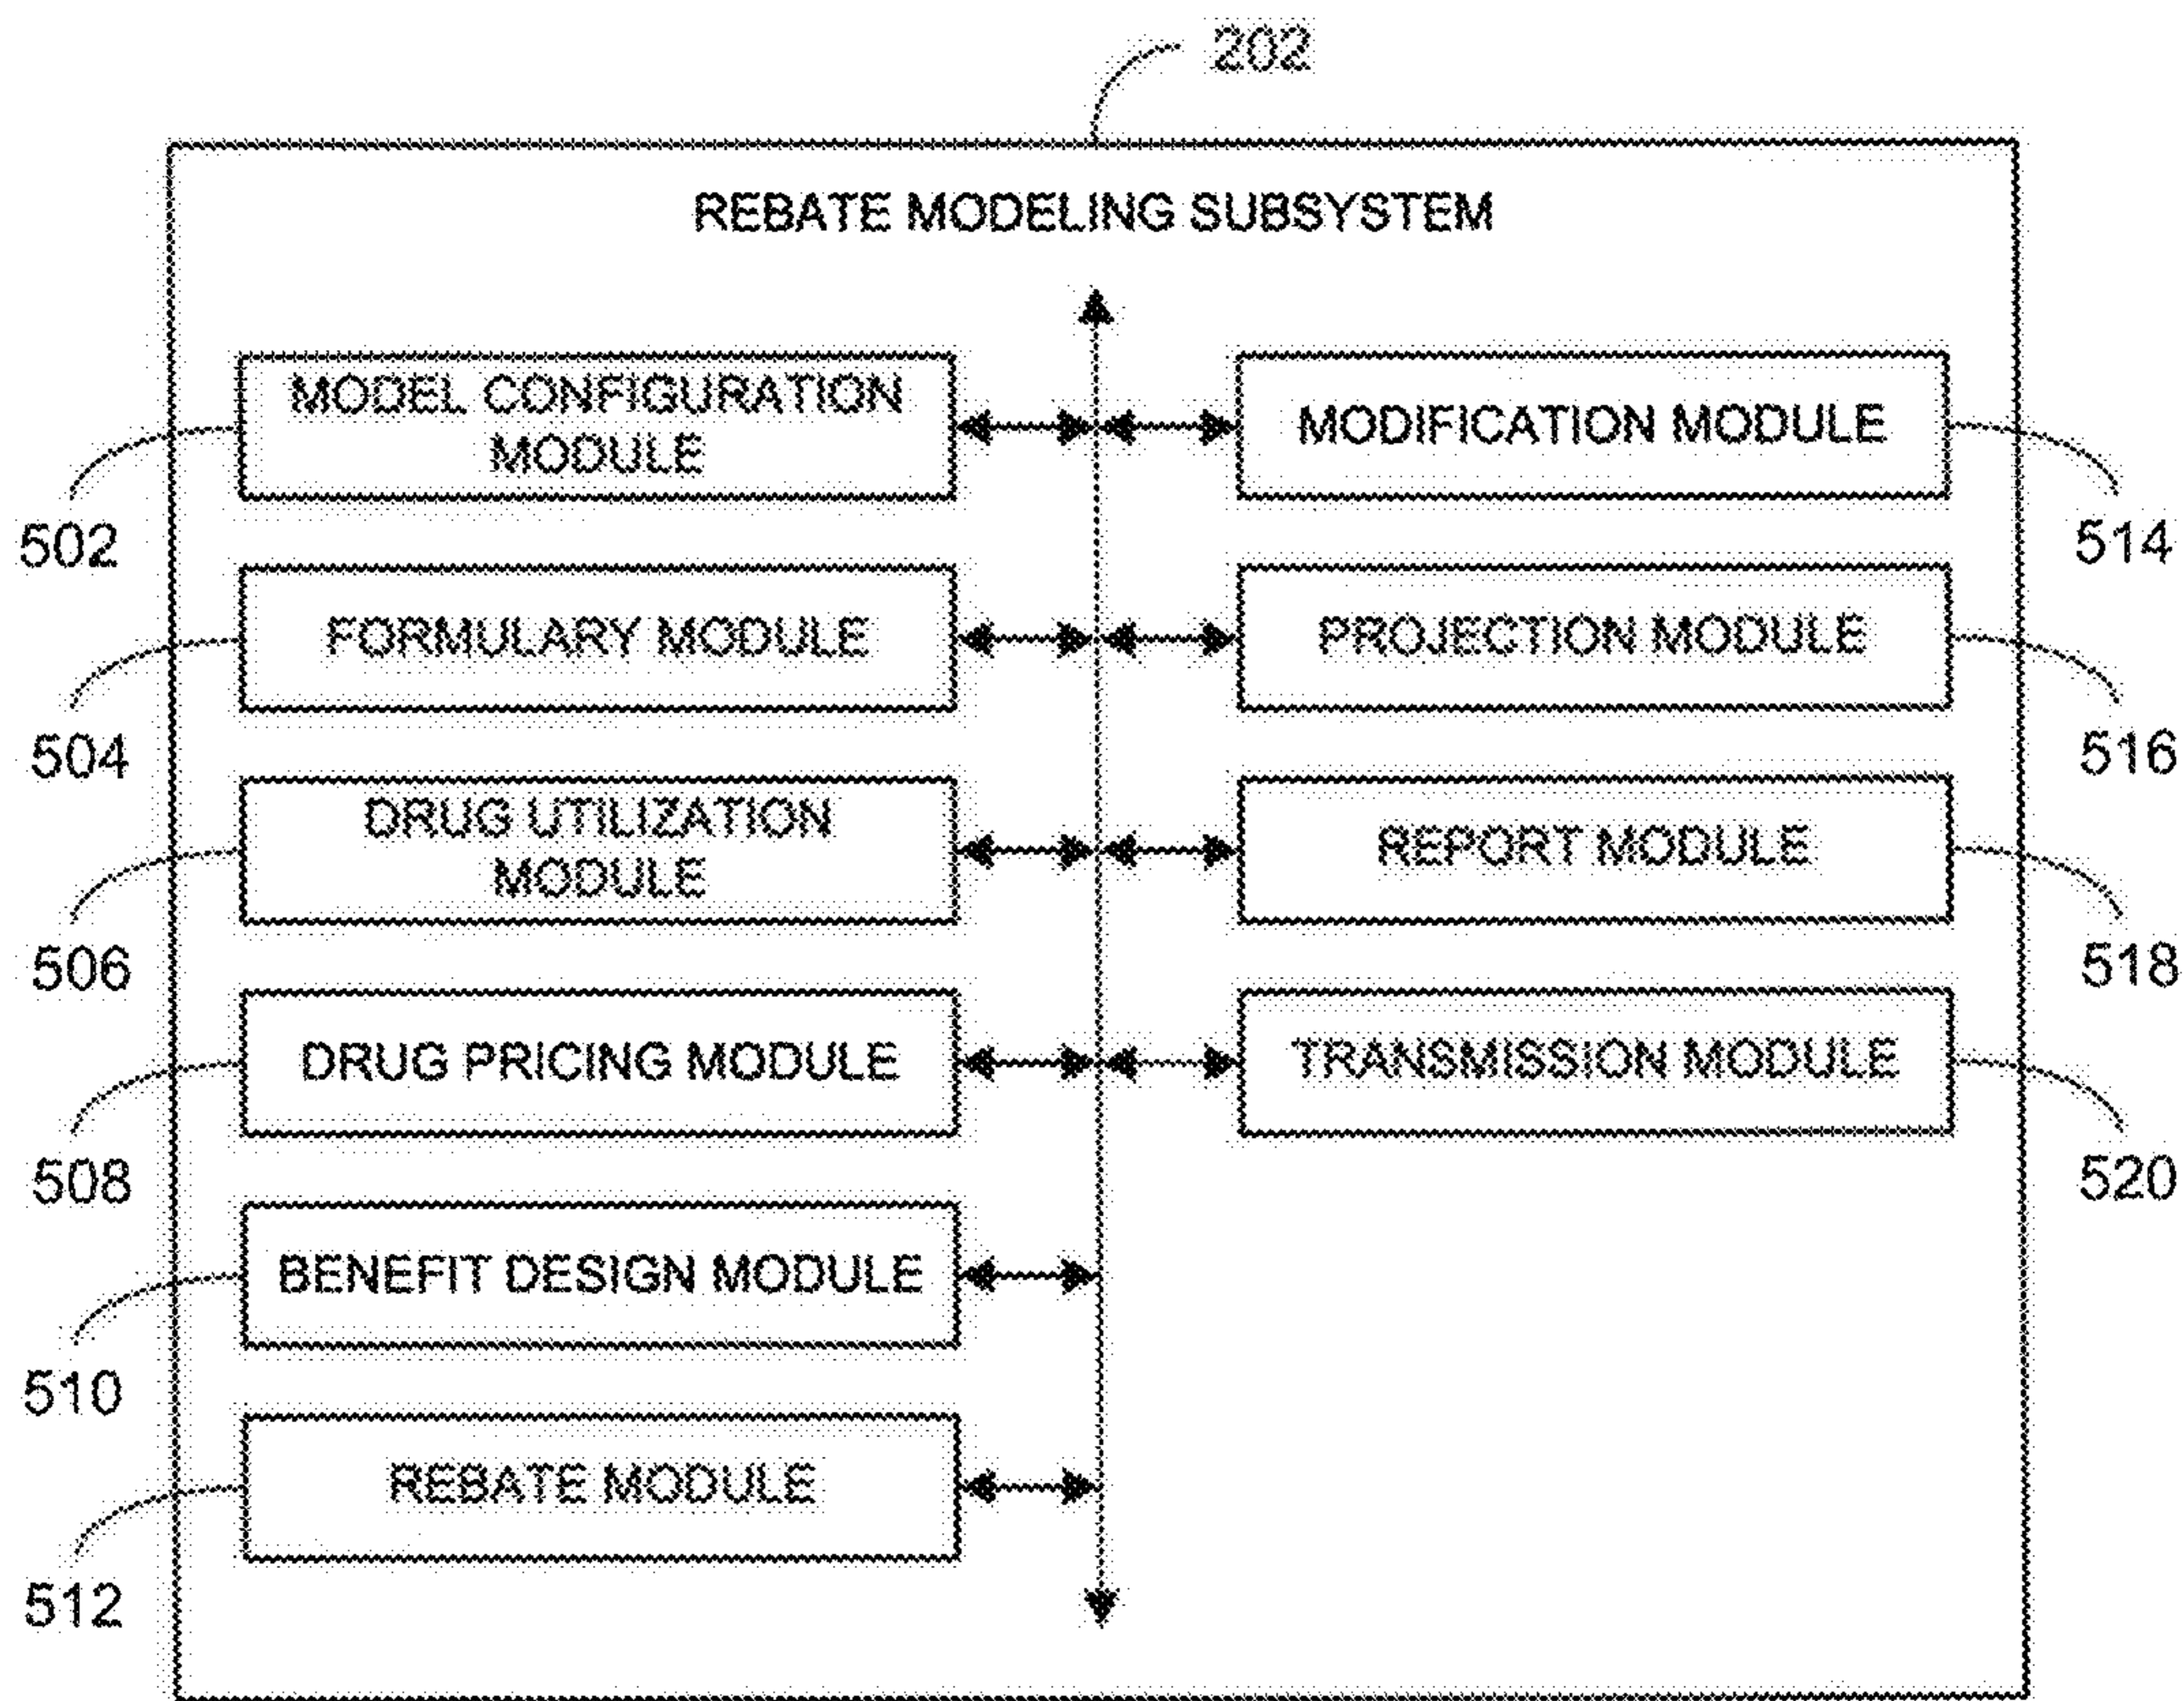 202
REBATE MODELING SUBSYSTEM
MODEL CONFIGURATION
MODULE
502
FORMULARY MODULE
504
DRUG UTILIZATION
MODULE
506
DRUG PRICING MODULE
508
BENEFIT DESIGN MODULE
510
REBATE MODULE
512
MODIFICATION MODULE
514
PROJECTION MODULE
516
REPORT MODULE
518
TRANSMISSION MODULE
520